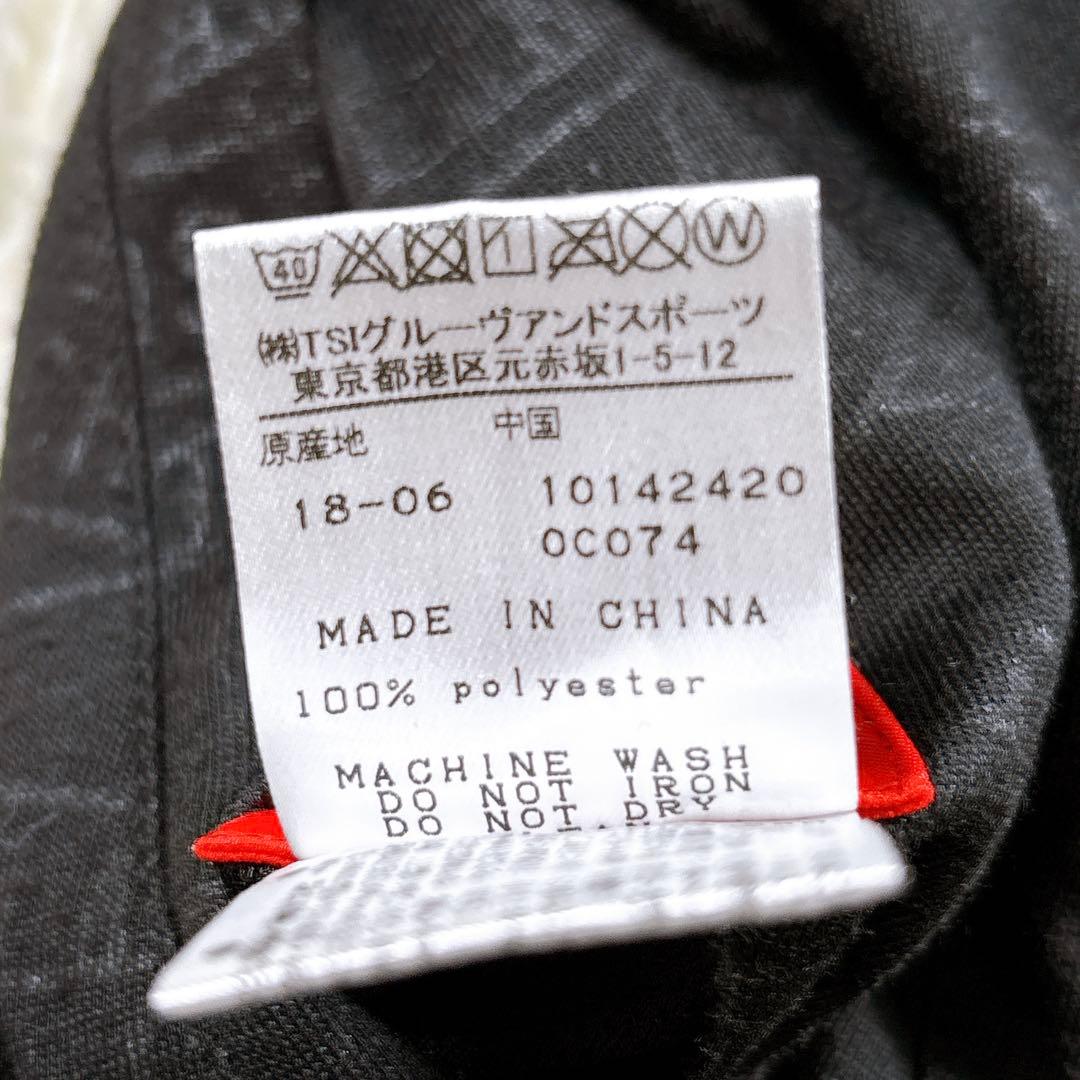 40
W
(株)TSIグルーヴアンドスポーツ
東京都港区元赤坂1-5-12
原産地 中国
18-06 101424420
0C074
MADE IN CHINA
100% polyester
MACHINE WASH
DO NOT IRON
DO NOT DRY